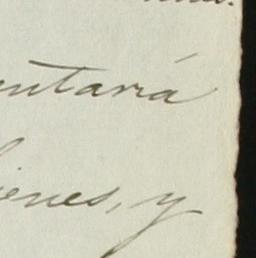 entará
ienes, y